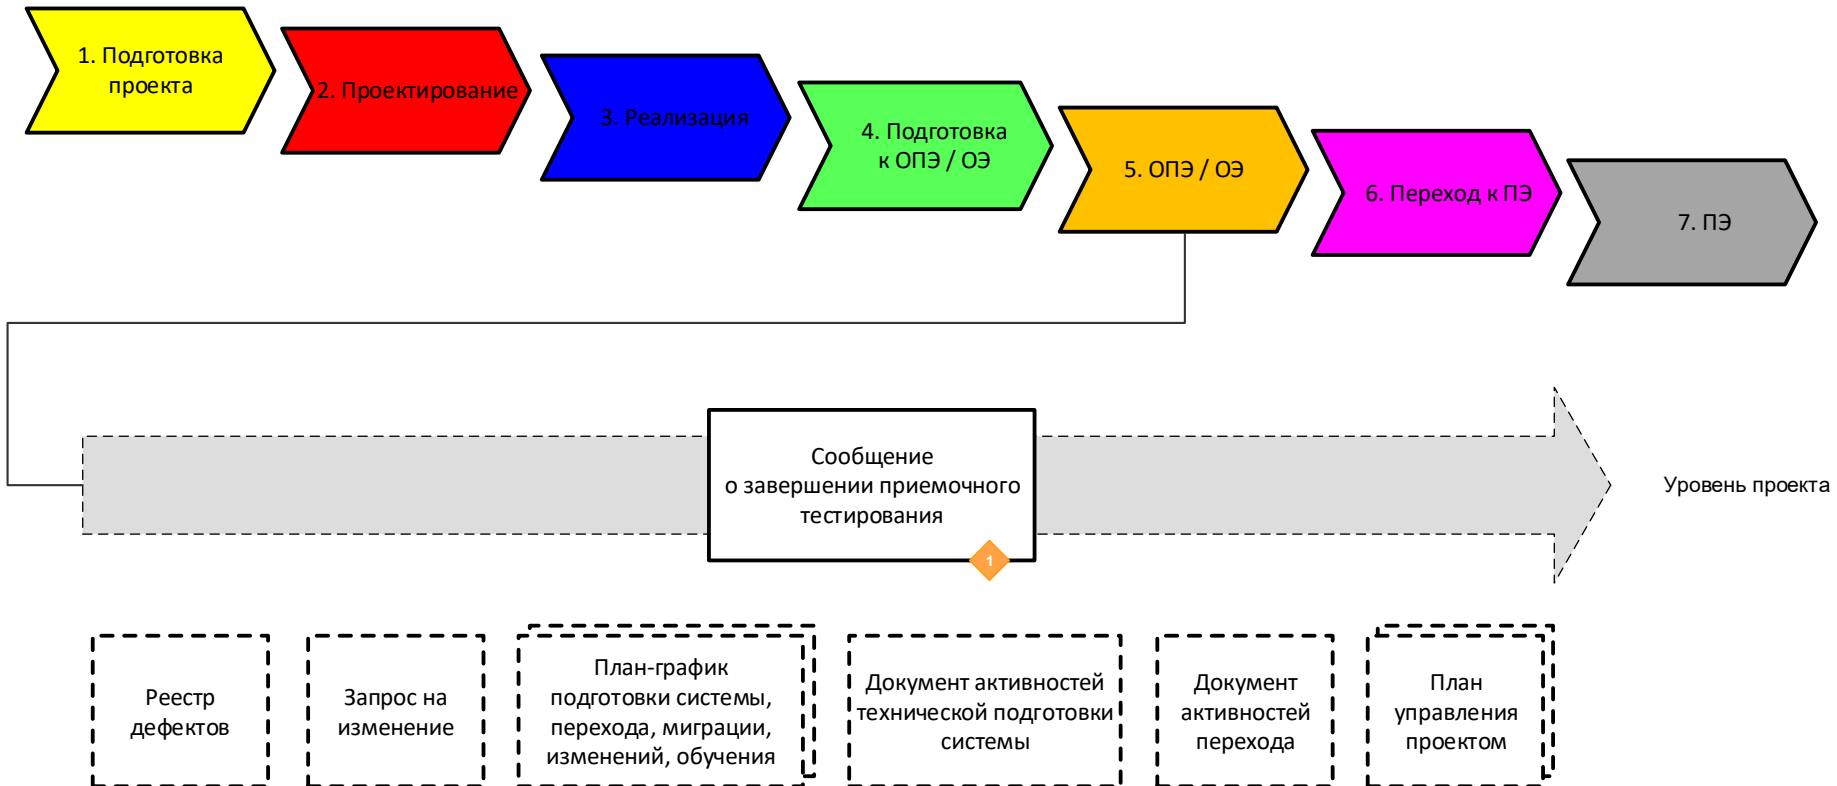 1. Подготовка
проекта
2. Проектирование
3. Реализация
4. Подготовка
к ОПЭ / ОЭ
5. ОПЭ / ОЭ
6. Переход к ПЭ
7. ПЭ
Сообщение
о завершении приемочного
тестирования
1
Уровень проекта
Реестр
дефектов
Запрос на
изменение
План-график
подготовки системы,
перехода, миграции,
изменений, обучения
Документ активностей
технической подготовки
системы
Документ
активностей
перехода
План
управления
проектом